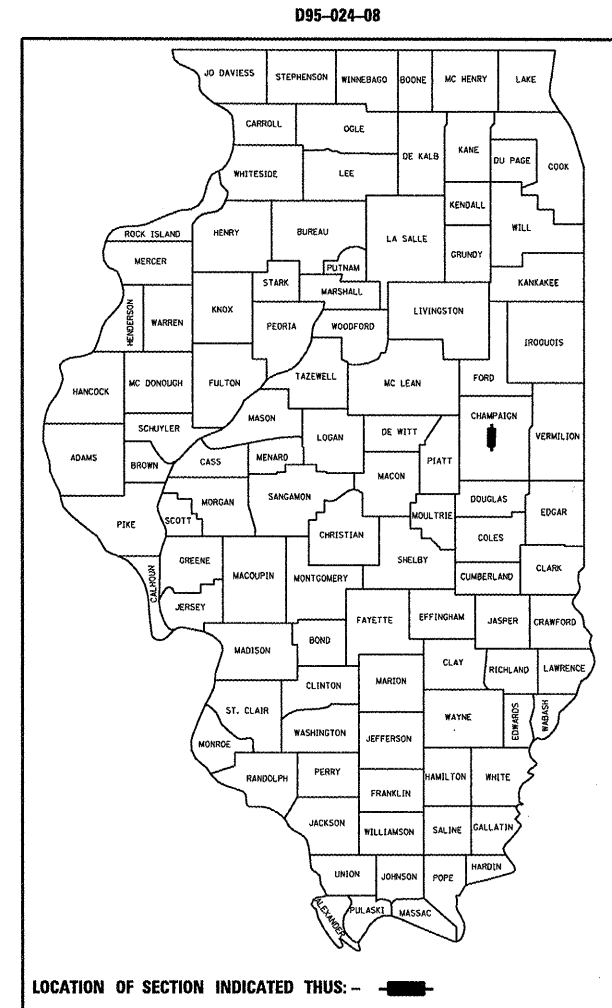 D95-024-08
JO DAVIESS STEPHENSON WINNEBAGO BOONE MC HENRY LAKE
CARROLL OGLE DE KALB KANE DU PAGE COOK
WHITESIDE LEE
KENDALL
ROCK ISLAND HENRY BUREAU LA SALLE GRUNDY WILL
MERCER PUTNAM
STARK MARSHALL KANKAKEE
HENDERSON WARREN KNOX PEORIA WOODFORD LIVINGSTON IROQUOIS
HANCOCK MC DONOUGH FULTON TAZEWELL MC LEAN FORD
SCHUYLER MASON LOGAN DE WITT CHAMPAIGN VERMILION
ADAMS BROWN CASS MENARD MACON PIATT
PIKE SCOTT MORGAN SANGAMON CHRISTIAN MOULTRIE DOUGLAS EDGAR
COLES
CALHOUN GREENE MACOUPIN MONTGOMERY SHELBY CUMBERLAND CLARK
JERSEY
MADISON BOND FAYETTE EFFINGHAM JASPER CRAWFORD
CLINTON MARION CLAY RICHLAND LAWRENCE
ST. CLAIR WASHINGTON JEFFERSON WAYNE EDWARDS WABASH
MONROE
RANDOLPH PERRY FRANKLIN HAMILTON WHITE
JACKSON WILLIAMSON SALINE GALLATIN
UNION JOHNSON POPE HARDIN
ALEXANDER PULASKI MASSAC
LOCATION OF SECTION INDICATED THUS: -